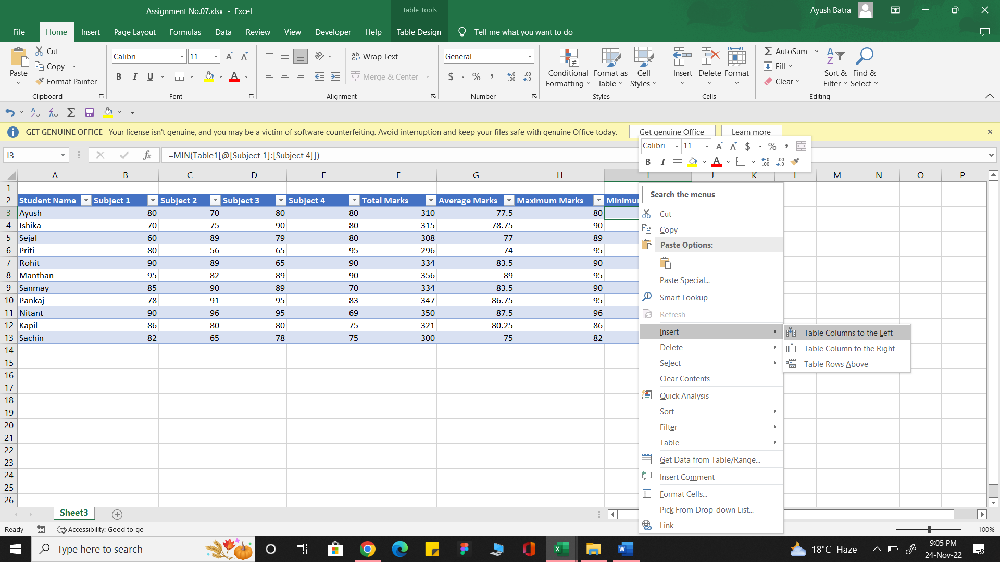 Assignment No.07.xlsx - Excel
Table Tools
Ayush Batra
File Home Insert Page Layout Formulas Data Review View Developer Help Table Design Tell me what you want to do
Paste
Cut
Copy
Format Painter
Clipboard
Calibri 11
B I U
Font
Wrap Text
Merge & Center
Alignment
General
$ % ,
Number
Conditional Formatting
Format as Table
Cell Styles
Styles
Insert
Delete
Format
Cells
AutoSum
Fill
Clear
Sort & Filter
Find & Select
Editing
GET GENUINE OFFICE Your license isn't genuine, and you may be a victim of software counterfeiting. Avoid interruption and keep your files safe with genuine Office today. Get genuine Office Learn more
I3 fx =MIN(Table1[@[Subject 1]:[Subject 4]])
Calibri 11 $ % ,
B I
A B C D E F G H I J K L M N O P
1
2 Student Name Subject 1 Subject 2 Subject 3 Subject 4 Total Marks Average Marks Maximum Marks Minimu
3 Ayush 80 70 80 80 310 77.5 80
4 Ishika 70 75 90 80 315 78.75 90
5 Sejal 60 89 79 80 308 77 89
6 Priti 80 56 65 95 296 74 95
7 Rohit 90 89 65 90 334 83.5 90
8 Manthan 95 82 89 90 356 89 95
9 Sanmay 85 90 89 70 334 83.5 90
10 Pankaj 78 91 95 83 347 86.75 95
11 Nitant 90 96 95 69 350 87.5 96
12 Kapil 86 80 80 75 321 80.25 86
13 Sachin 82 65 78 75 300 75 82
14
15
16
17
18
19
20
21
22
23
24
25
26
Search the menus
Cut
Copy
Paste Options:
Paste Special...
Smart Lookup
Refresh
Insert
Delete
Select
Clear Contents
Quick Analysis
Sort
Filter
Table
Get Data from Table/Range...
Insert Comment
Format Cells...
Pick From Drop-down List...
Link
Table Columns to the Left
Table Column to the Right
Table Rows Above
Sheet3
Ready Accessibility: Good to go 100%
Type here to search
18°C Haze
9:05 PM
24-Nov-22